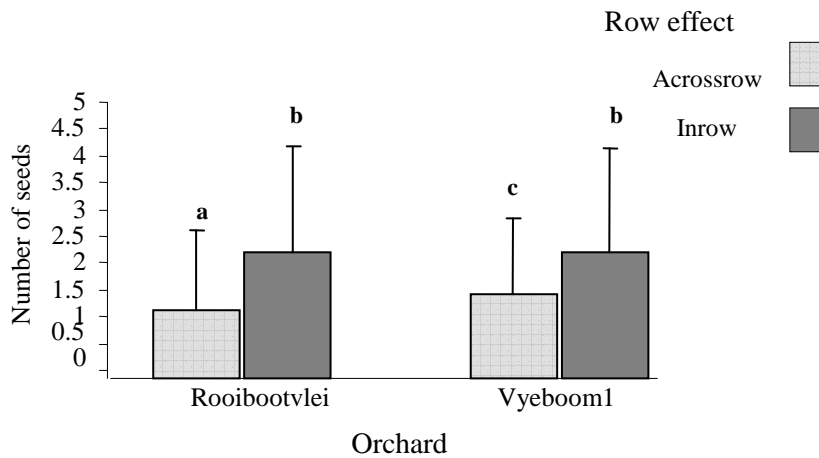 Row effect
Acrossrow
Inrow
Number of seeds
5
4.5
4
3.5
3
2.5
2
1.5
1
0.5
0
a
b
c
b
Rooibootvlei
Vyeboom1
Orchard